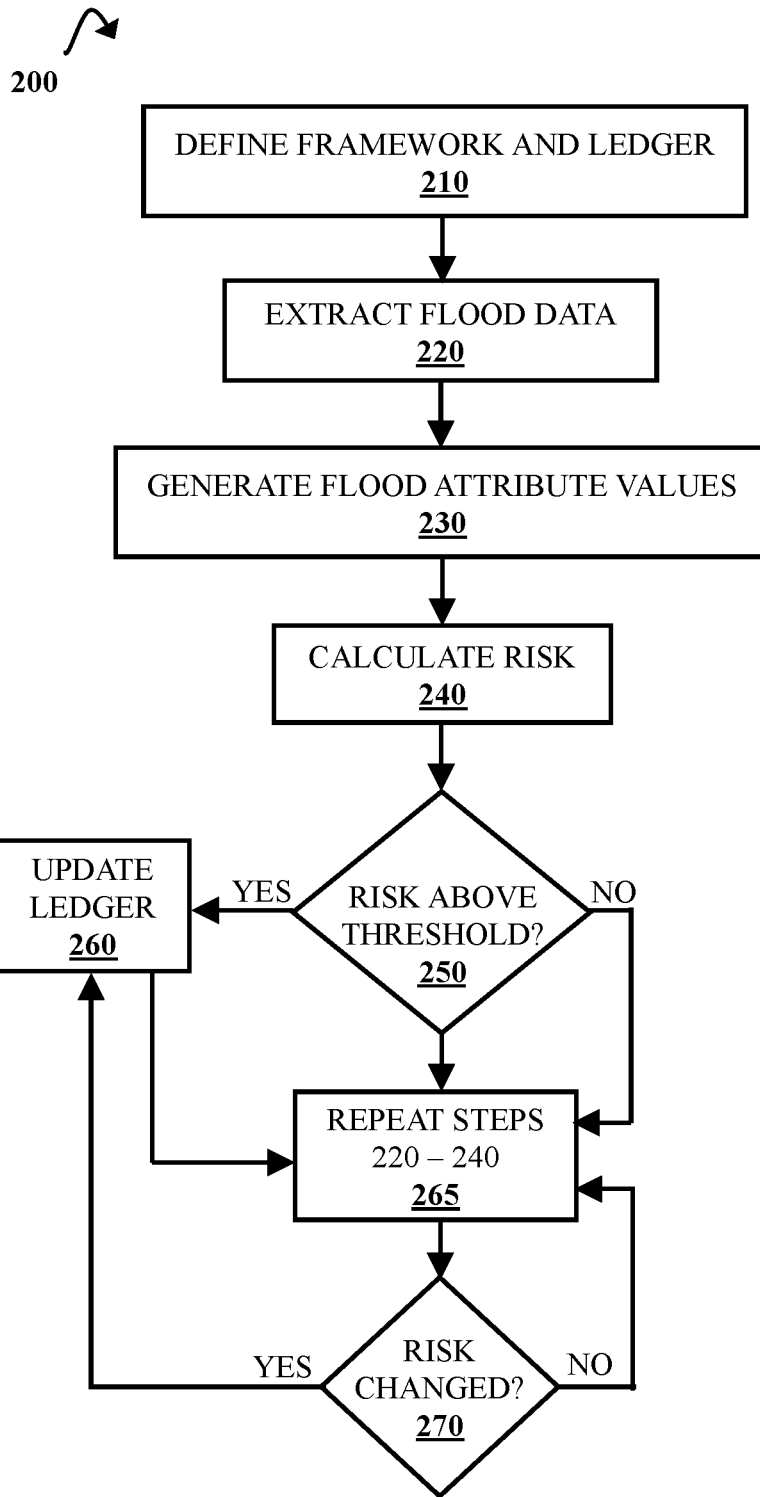 200
DEFINE FRAMEWORK AND LEDGER
210
EXTRACT FLOOD DATA
220
GENERATE FLOOD ATTRIBUTE VALUES
230
CALCULATE RISK
240
UPDATE
LEDGER
260
YES
RISK ABOVE
THRESHOLD?
250
NO
REPEAT STEPS
220 – 240
265
YES
RISK
CHANGED?
270
NO